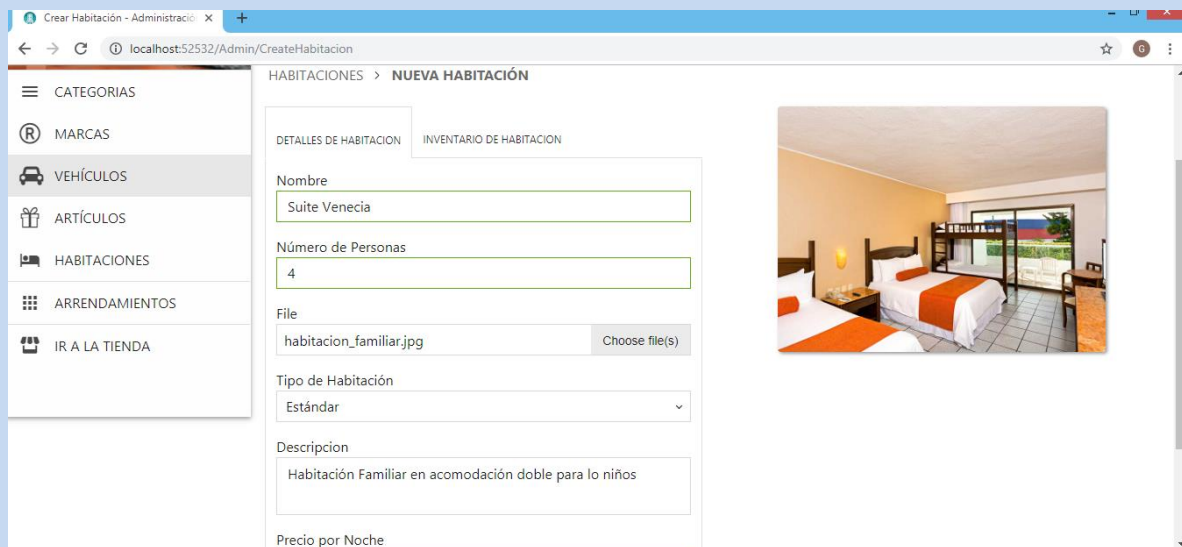 Crear Habitación - Administració
localhost:52532/Admin/CreateHabitacion
G
HABITACIONES > NUEVA HABITACIÓN
CATEGORIAS
MARCAS
VEHÍCULOS
ARTÍCULOS
HABITACIONES
ARRENDAMIENTOS
IR A LA TIENDA
DETALLES DE HABITACION
INVENTARIO DE HABITACION
Nombre
Suite Venecia
Número de Personas
4
File
habitacion_familiar.jpg
Choose file(s)
Tipo de Habitación
Estándar
Descripcion
Habitación Familiar en acomodación doble para lo niños
Precio por Noche